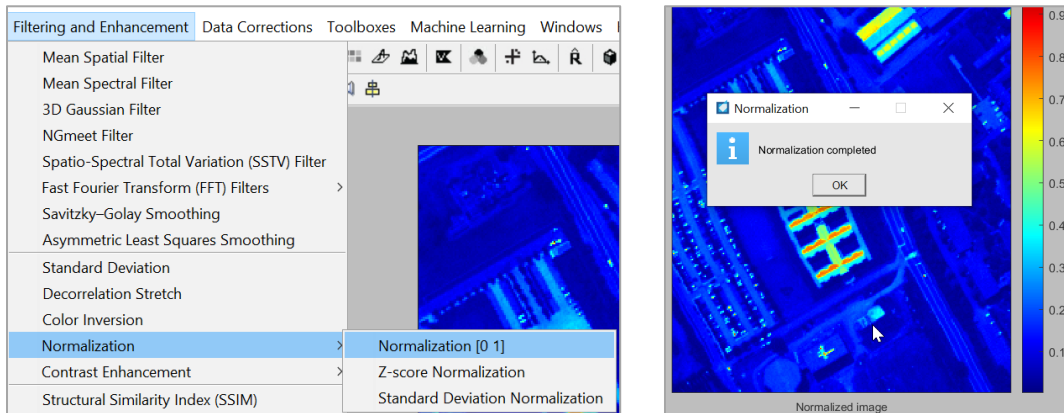 Filtering and Enhancement Data Corrections Toolboxes Machine Learning Windows
Mean Spatial Filter
Mean Spectral Filter
3D Gaussian Filter
NGmeet Filter
Spatio-Spectral Total Variation (SSTV) Filter
Fast Fourier Transform (FFT) Filters
Savitzky–Golay Smoothing
Asymmetric Least Squares Smoothing
Standard Deviation
Decorrelation Stretch
Color Inversion
Normalization
Contrast Enhancement
Structural Similarity Index (SSIM)
Normalization [0 1]
Z-score Normalization
Standard Deviation Normalization
Normalization
Normalization completed
OK
0.9
0.8
0.7
0.6
0.5
0.4
0.3
0.2
0.1
Normalized image